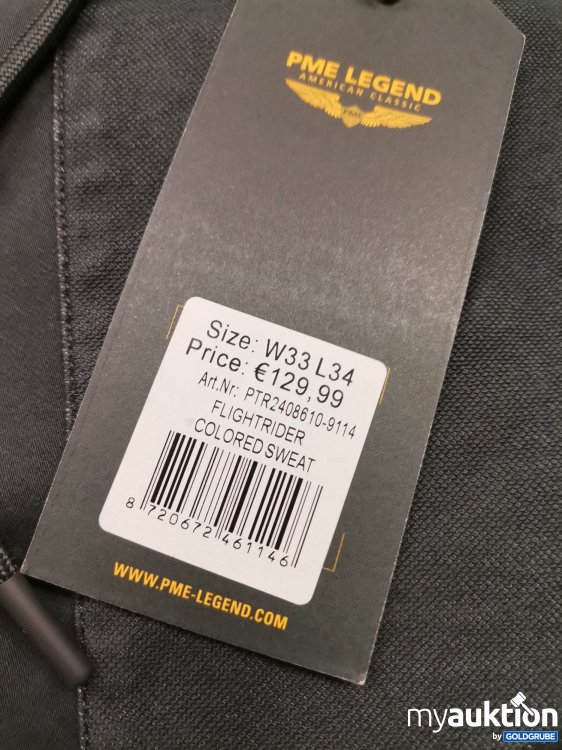 PME LEGEND
AMERICAN CLASSIC
PME
Size: W33 L34
Price: €129,99
Art.Nr: PTR2408610-9114
FLIGHTRIDER
COLORED SWEAT
8 720672 461146
WWW.PME-LEGEND.COM
myauktion
by GOLDGRUBE